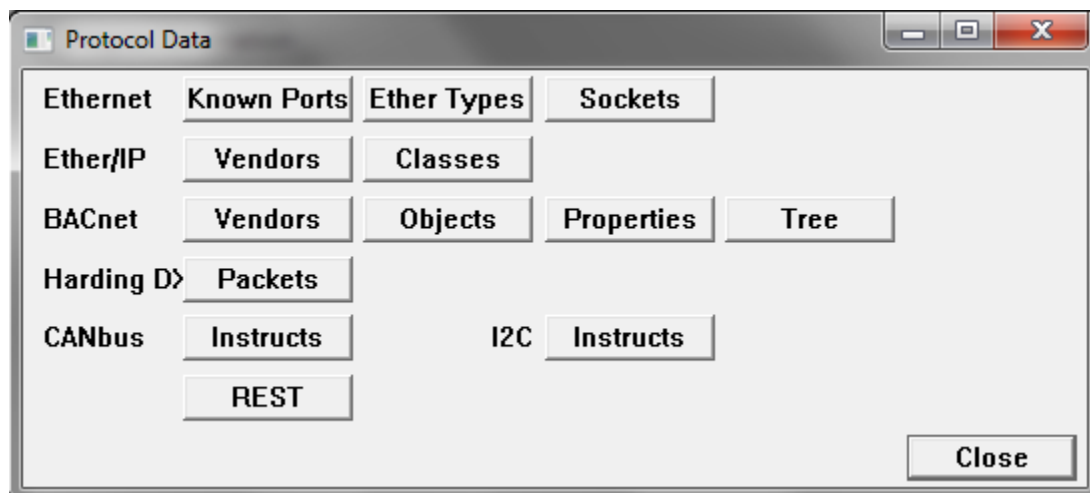 Protocol Data
Ethernet Known Ports Ether Types Sockets
Ether/IP Vendors Classes
BACnet Vendors Objects Properties Tree
Harding D> Packets
CANbus Instructs I2C Instructs
REST
Close